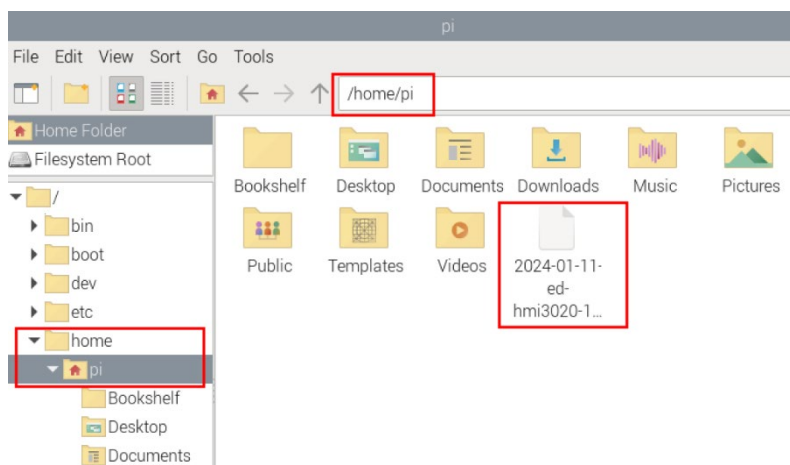 pi
File Edit View Sort Go Tools
/home/pi
Home Folder
Filesystem Root
/
bin
boot
dev
etc
home
pi
Bookshelf
Desktop
Documents
Bookshelf Desktop Documents Downloads Music Pictures
Public Templates Videos 2024-01-11-
ed-
hmi3020-1...